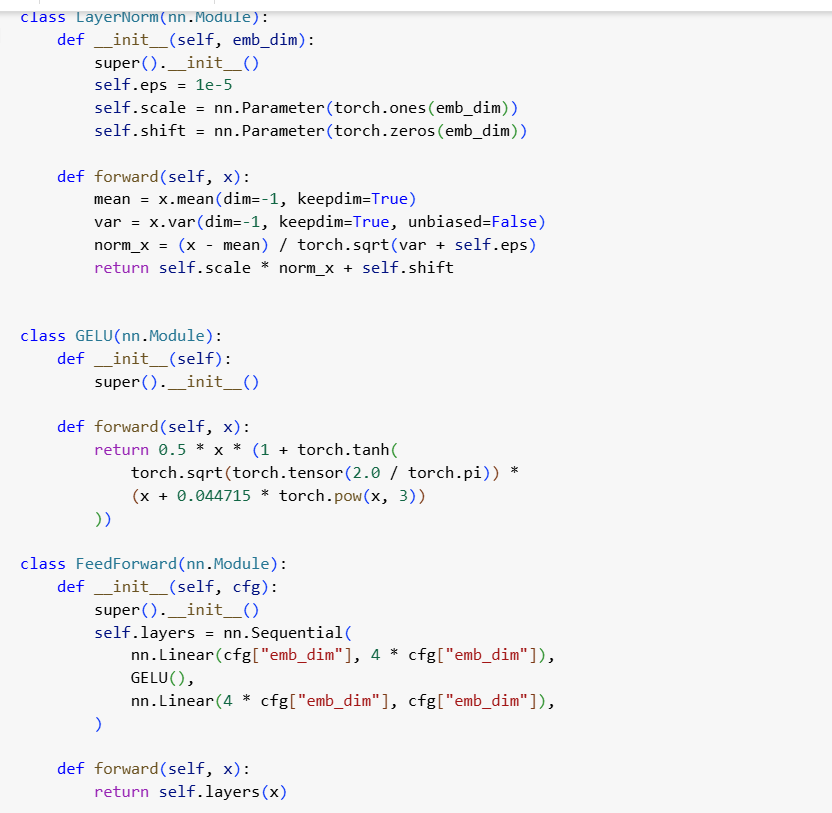 class LayerNorm(nn.Module):
    def __init__(self, emb_dim):
        super().__init__()
        self.eps = 1e-5
        self.scale = nn.Parameter(torch.ones(emb_dim))
        self.shift = nn.Parameter(torch.zeros(emb_dim))

    def forward(self, x):
        mean = x.mean(dim=-1, keepdim=True)
        var = x.var(dim=-1, keepdim=True, unbiased=False)
        norm_x = (x - mean) / torch.sqrt(var + self.eps)
        return self.scale * norm_x + self.shift


class GELU(nn.Module):
    def __init__(self):
        super().__init__()

    def forward(self, x):
        return 0.5 * x * (1 + torch.tanh(
            torch.sqrt(torch.tensor(2.0 / torch.pi)) *
            (x + 0.044715 * torch.pow(x, 3))
        ))

class FeedForward(nn.Module):
    def __init__(self, cfg):
        super().__init__()
        self.layers = nn.Sequential(
            nn.Linear(cfg["emb_dim"], 4 * cfg["emb_dim"]),
            GELU(),
            nn.Linear(4 * cfg["emb_dim"], cfg["emb_dim"]),
        )

    def forward(self, x):
        return self.layers(x)